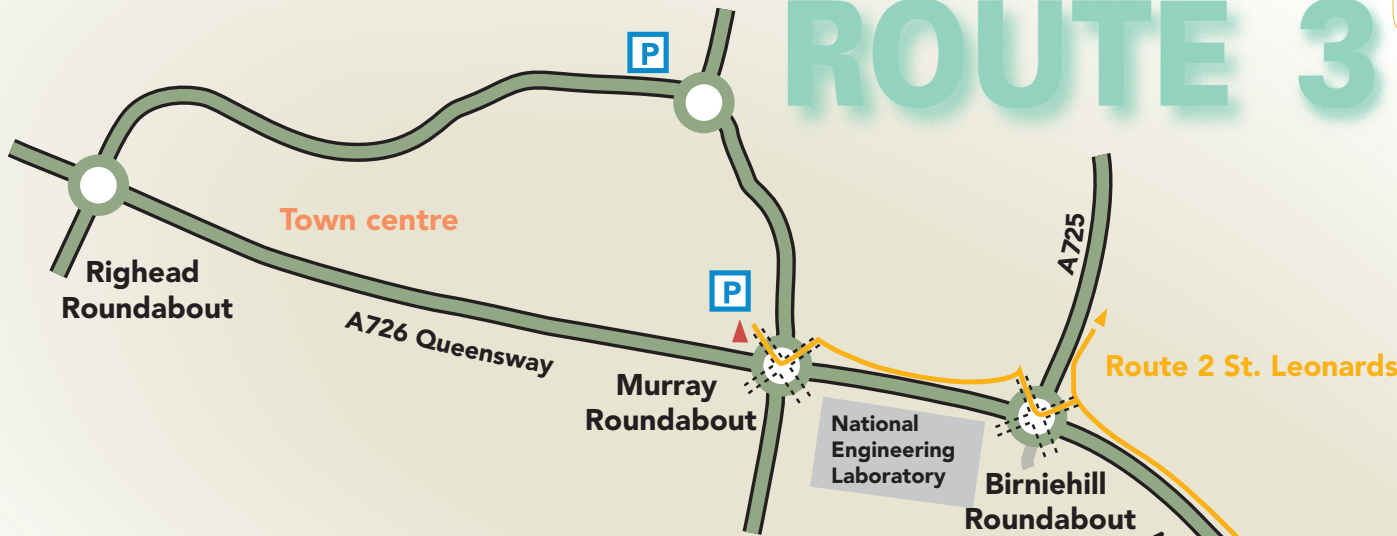 ROUTE 3
P
Town centre
A725
Righead
Roundabout
P
A726 Queensway
Route 2 St. Leonards
Murray
Roundabout
National
Engineering
Laboratory
Birniehill
Roundabout